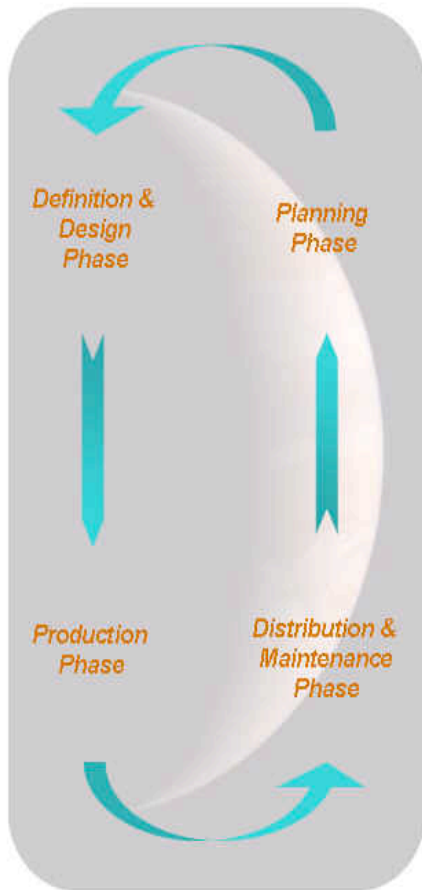 Definition &
Design
Phase
Planning
Phase
Production
Phase
Distribution &
Maintenance
Phase